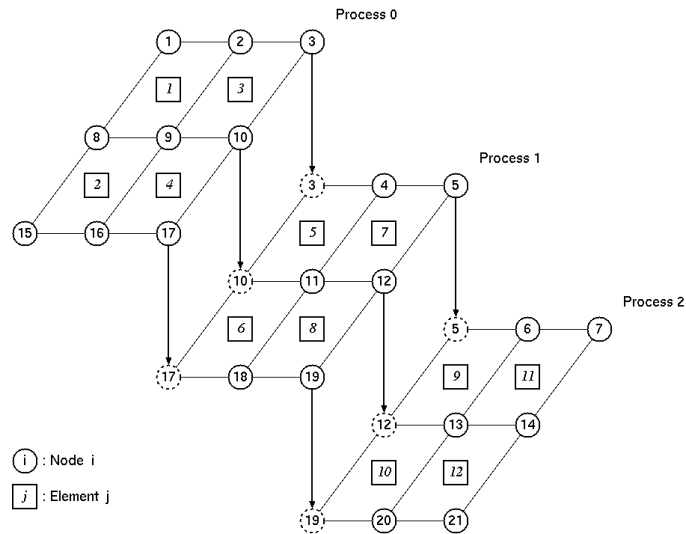 Process 0
1 2 3
1 3
8 9 10
Process 1
2 4
3 4 5
15 16 17
5 7
10 11 12
Process 2
6 8
5 6 7
17 18 19
9 11
12 13 14
i : Node i
10 12
j : Element j
19 20 21